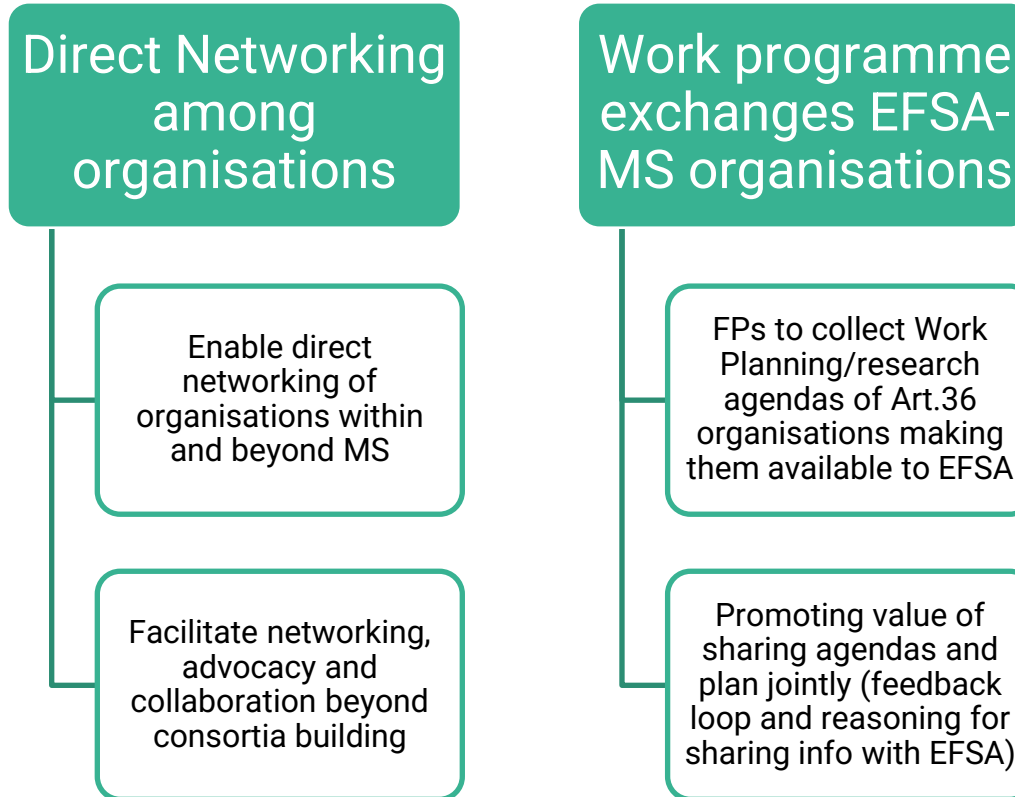 Direct Networking
among
organisations
Enable direct
networking of
organisations within
and beyond MS
Facilitate networking,
advocacy and
collaboration beyond
consortia building
Work programme
exchanges EFSA-
MS organisations
FPs to collect Work
Planning/research
agendas of Art.36
organisations making
them available to EFSA
Promoting value of
sharing agendas and
plan jointly (feedback
loop and reasoning for
sharing info with EFSA)